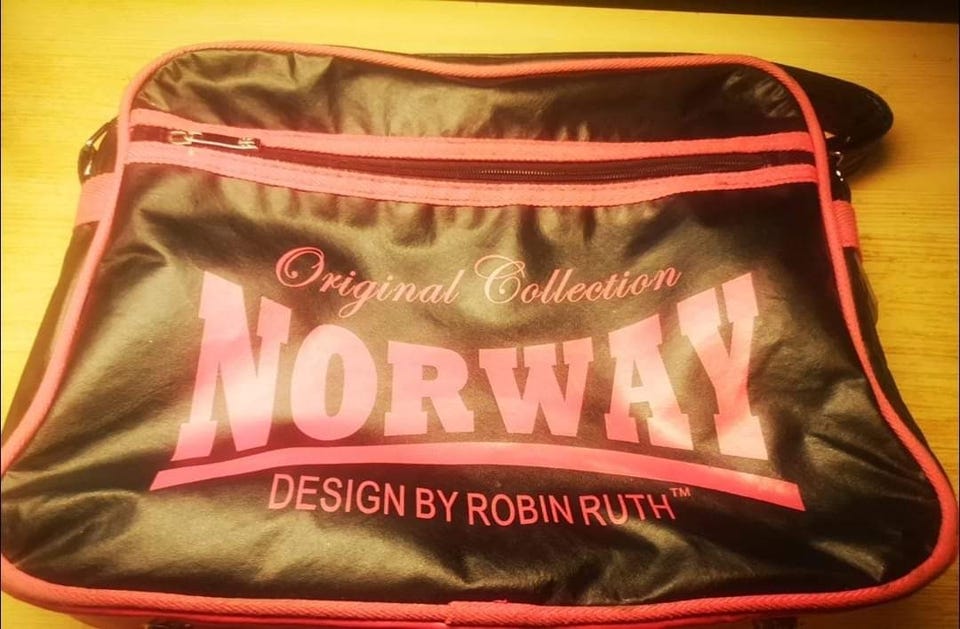 Original Collection
NORWAY
DESIGN BY ROBIN RUTH™